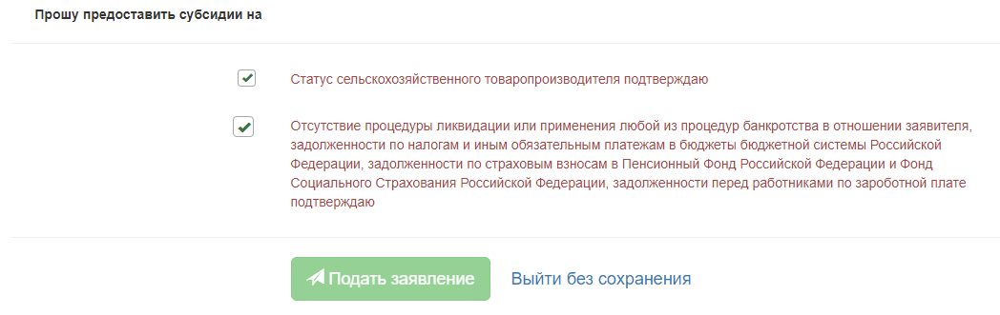 Прошу предоставить субсидии на
Статус сельскохозяйственного товаропроизводителя подтверждаю
Отсутствие процедуры ликвидации или применения любой из процедур банкротства в отношении заявителя,
задолженности по налогам и иным обязательным платежам в бюджеты бюджетной системы Российской
Федерации, задолженности по страховым взносам в Пенсионный Фонд Российской Федерации и Фонд
Социального Страхования Российской Федерации, задолженности перед работниками по зароботной плате
подтверждаю
Подать заявление Выйти без сохранения